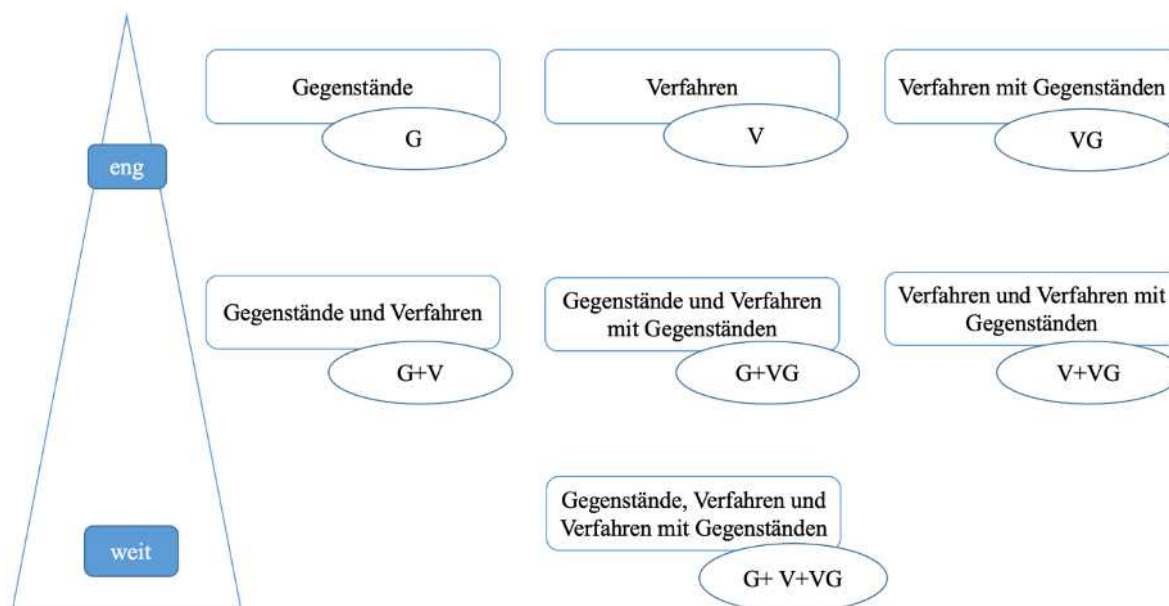 Gegenstände
G
Verfahren
V
Verfahren mit Gegenständen
VG
eng
Gegenstände und Verfahren
G+V
Gegenstände und Verfahren
mit Gegenständen
G+VG
Verfahren und Verfahren mit
Gegenständen
V+VG
Gegenstände, Verfahren und
Verfahren mit Gegenständen
G+ V+VG
weit